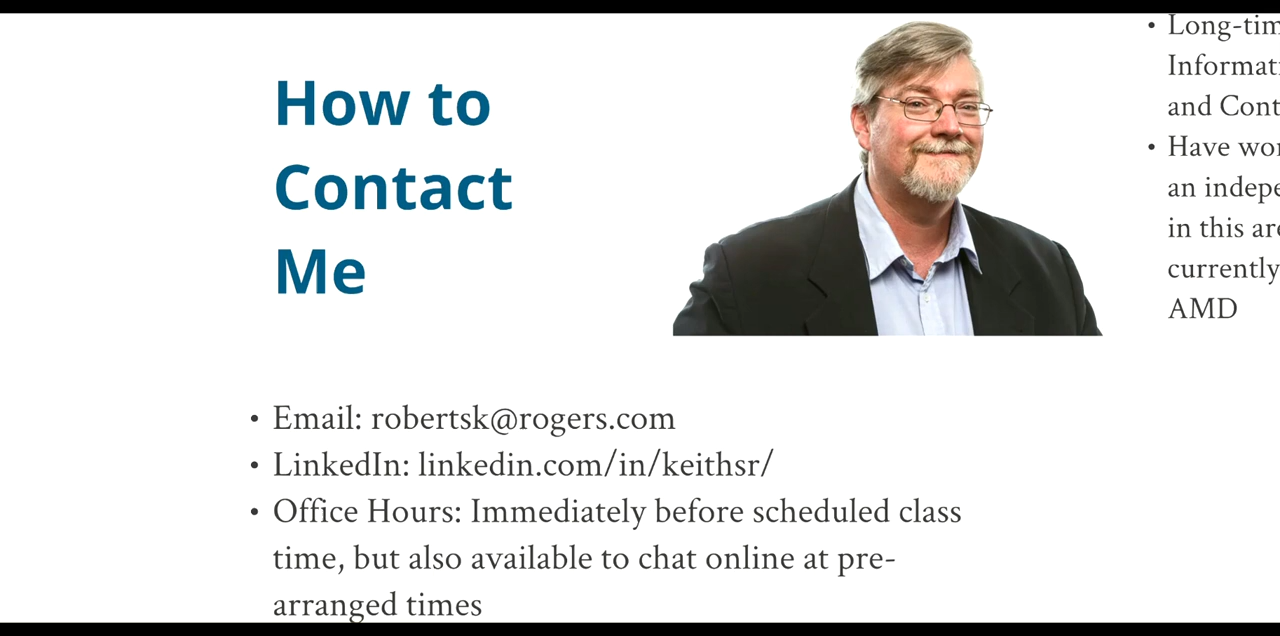 How to
Contact
Me
• Email: robertsk@rogers.com
• LinkedIn: linkedin.com/in/keithsr/
• Office Hours: Immediately before scheduled class
time, but also available to chat online at pre-
arranged times
• Long-tim
Informati
and Cont
• Have wor
an indepe
in this are
currently
AMD